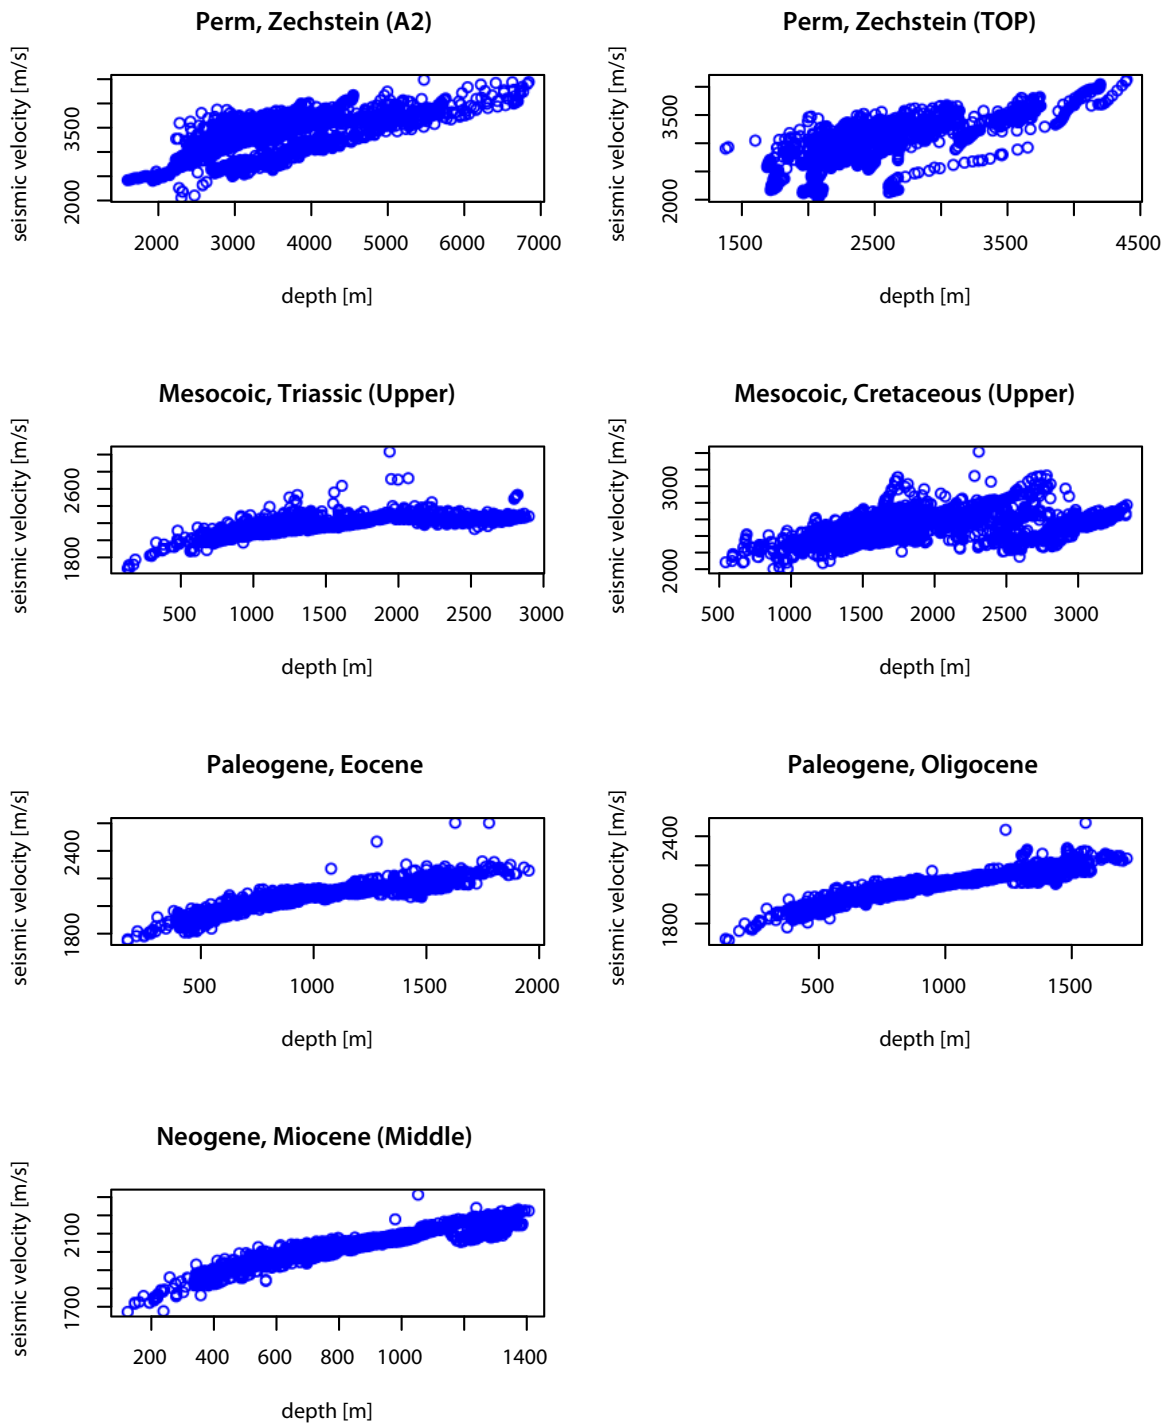 Perm, Zechstein (A2)
seismic velocity [m/s]
2000 3500
2000 3000 4000 5000 6000 7000
depth [m]
Perm, Zechstein (TOP)
seismic velocity [m/s]
2000 3500
1500 2500 3500 4500
depth [m]
Mesocoic, Triassic (Upper)
seismic velocity [m/s]
1800 2600
500 1000 1500 2000 2500 3000
depth [m]
Mesocoic, Cretaceous (Upper)
seismic velocity [m/s]
2000 3000
500 1000 1500 2000 2500 3000
depth [m]
Paleogene, Eocene
seismic velocity [m/s]
1800 2400
500 1000 1500 2000
depth [m]
Paleogene, Oligocene
seismic velocity [m/s]
1800 2400
500 1000 1500
depth [m]
Neogene, Miocene (Middle)
seismic velocity [m/s]
1700 2100
200 400 600 800 1000 1400
depth [m]